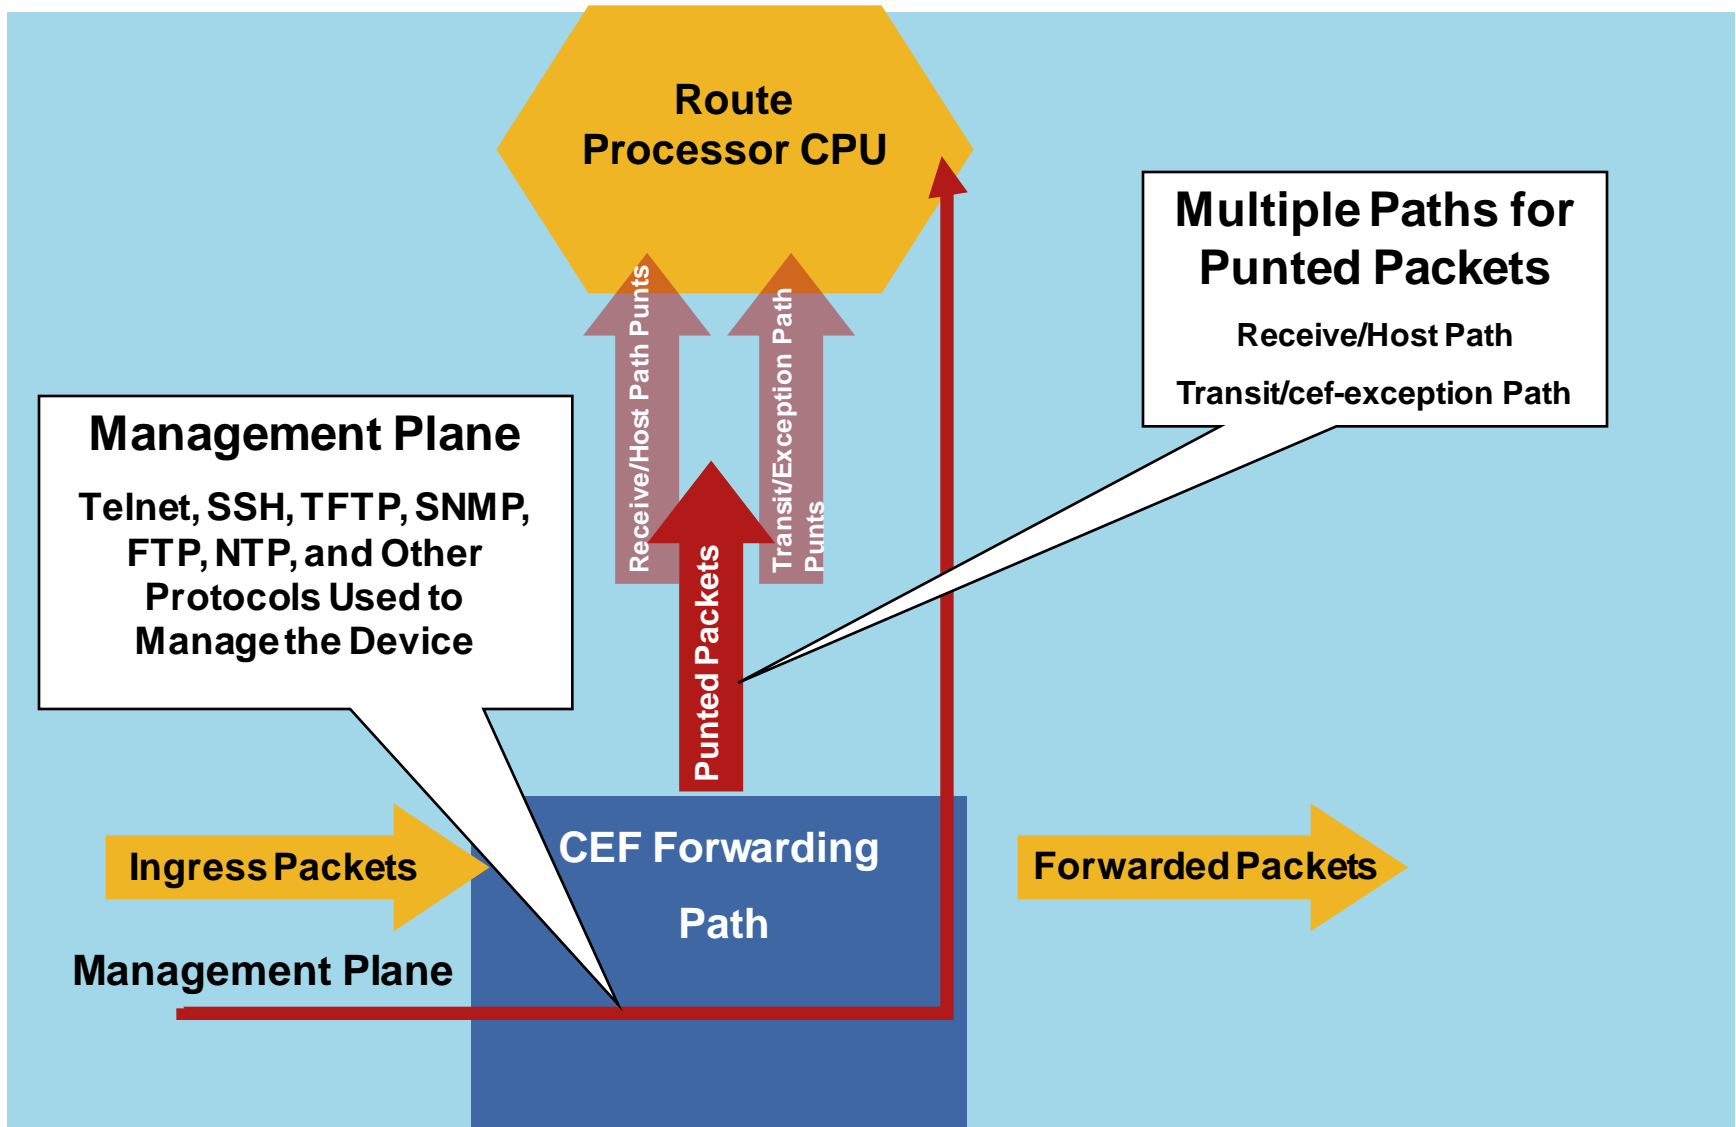 Route
Processor CPU
Multiple Paths for
Punted Packets
Receive/Host Path
Transit/cef-exception Path
Receive/Host Path Punts
Transit/Exception Path
Punts
Management Plane
Telnet, SSH, TFTP, SNMP,
FTP, NTP, and Other
Protocols Used to
Manage the Device
Punted Packets
CEF Forwarding
Path
Ingress Packets
Forwarded Packets
Management Plane